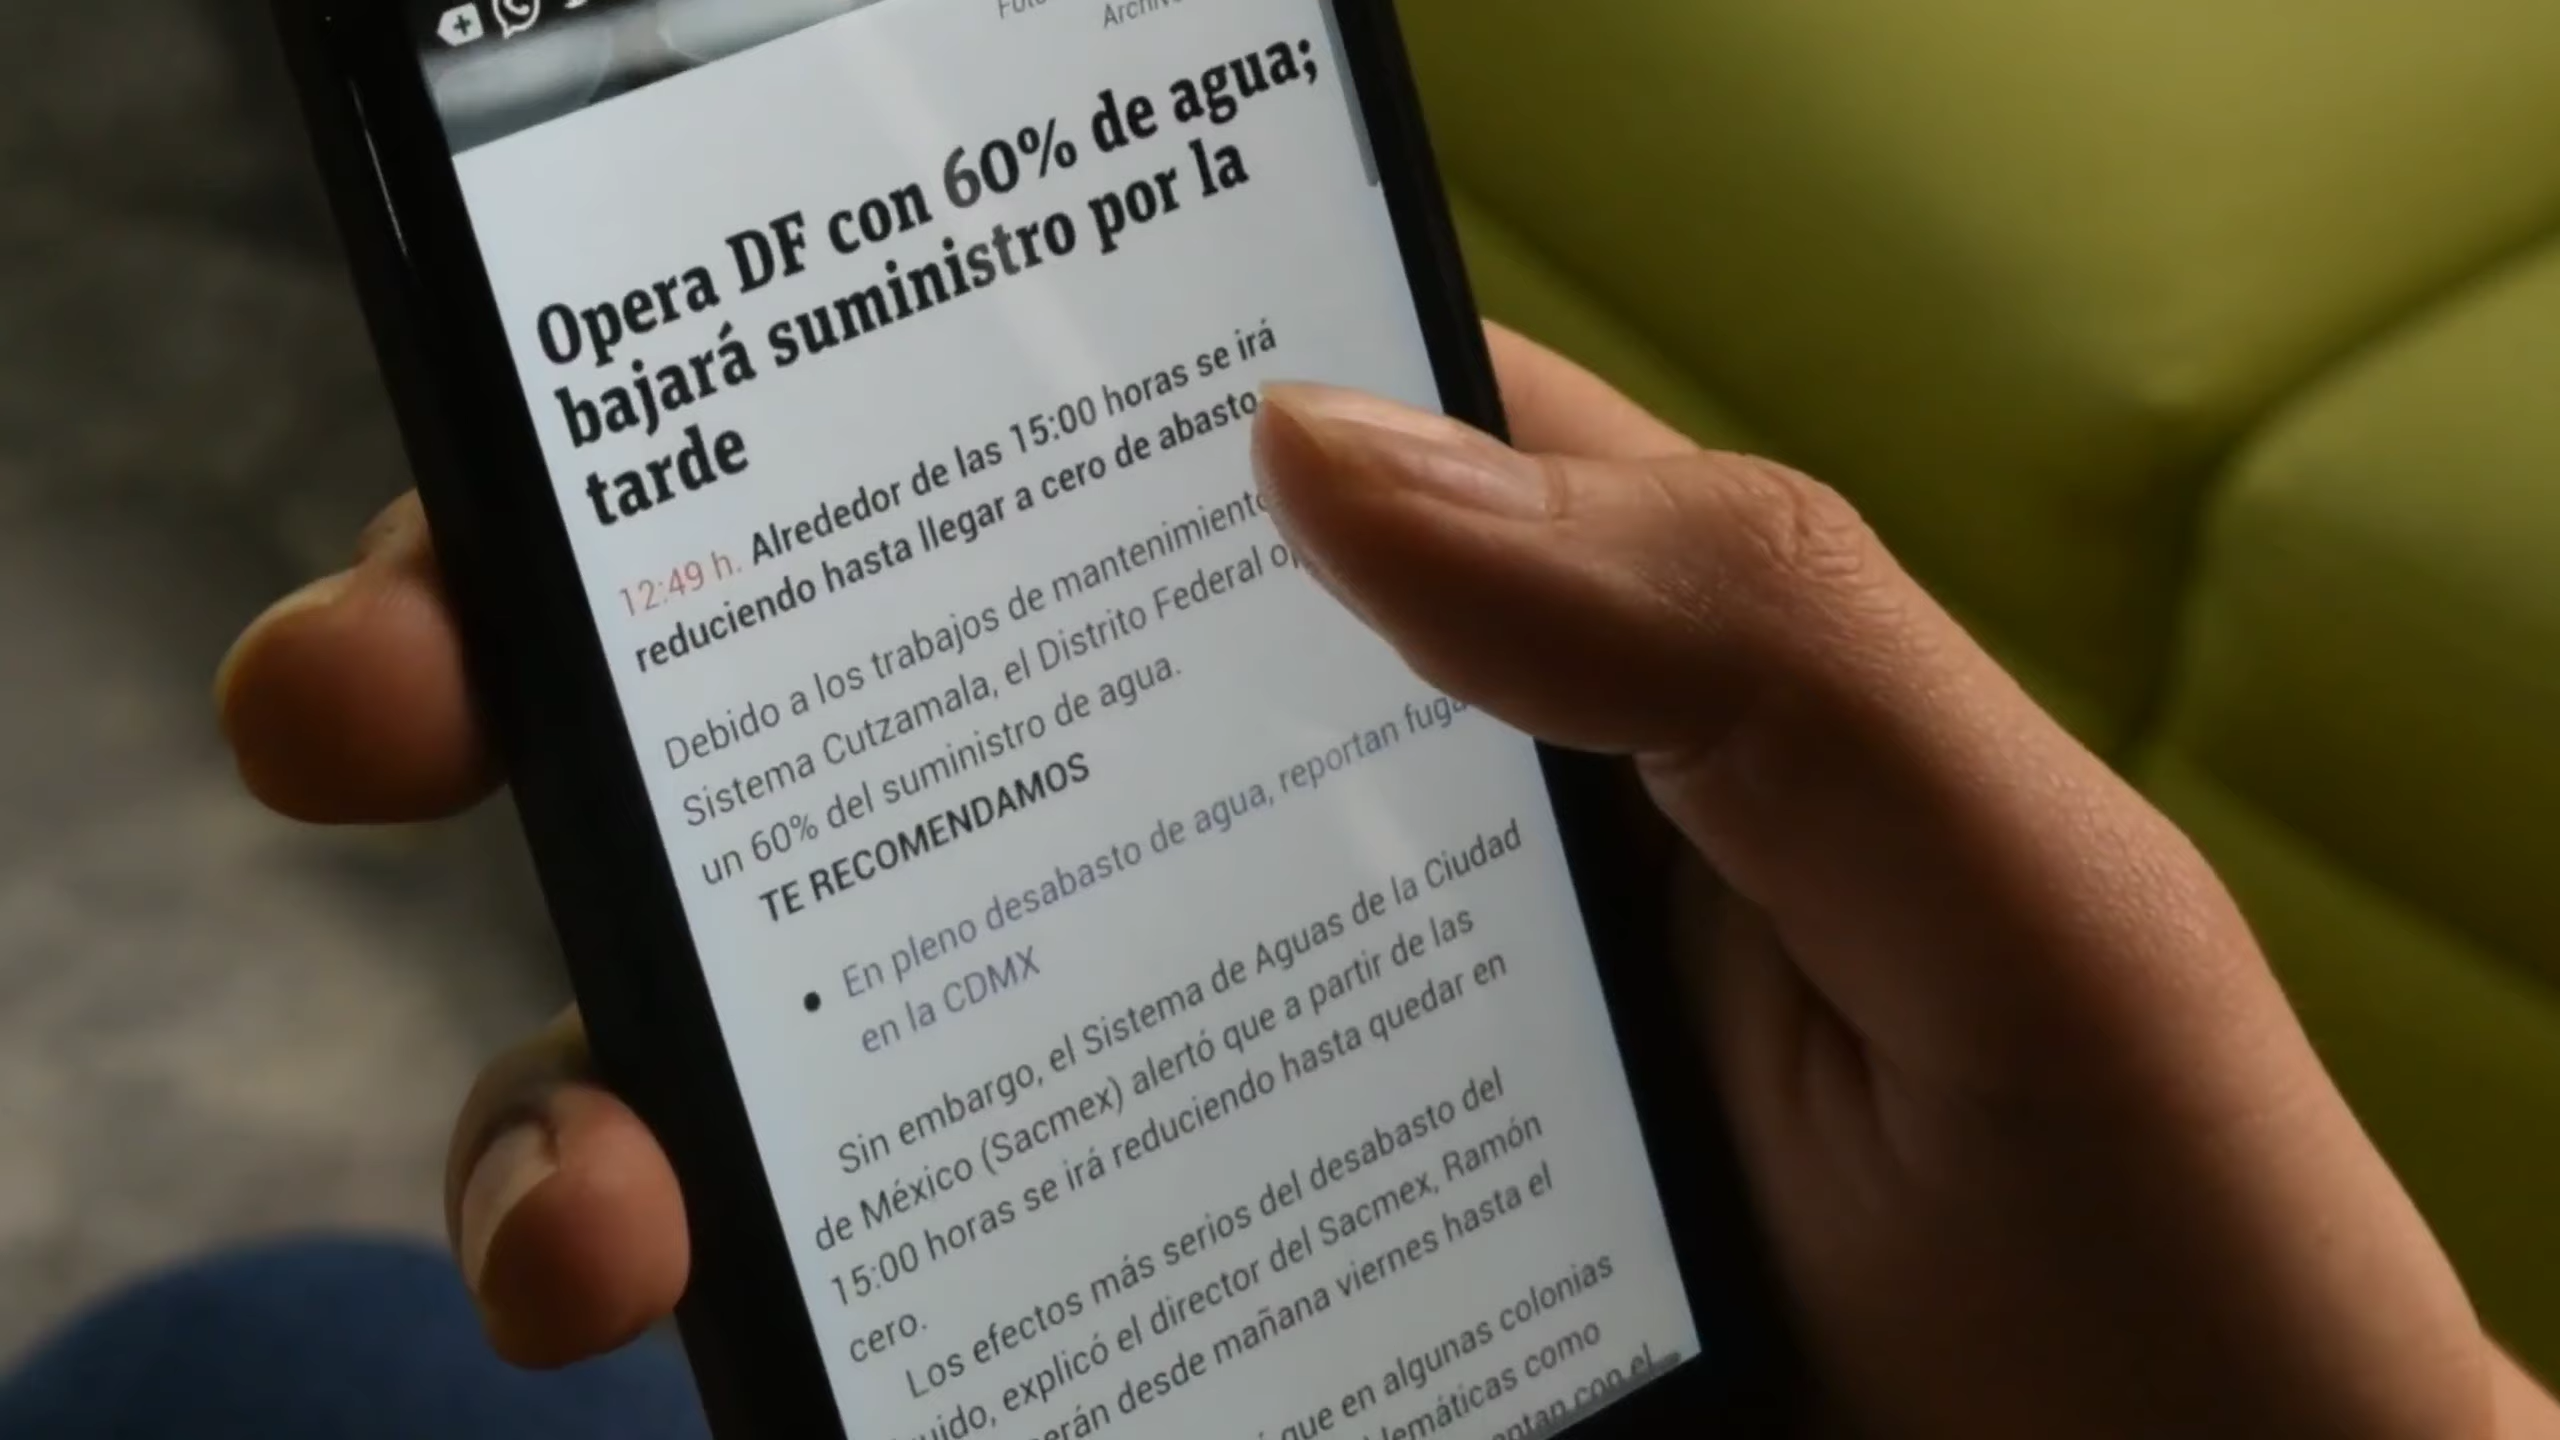 Opera DF con 60% de agua;
bajará suministro por la
tarde
12:49 h. Alrededor de las 15:00 horas se irá
reduciendo hasta llegar a cero de abasto
Debido a los trabajos de mantenimiento
Sistema Cutzamala, el Distrito Federal
un 60% del suministro de agua.
TE RECOMENDAMOS
• En pleno desabasto de agua, reportan
en la CDMX
Sin embargo, el Sistema de Aguas de la Ciudad
de México (Sacmex) alertó que a partir de las
15:00 horas se irá reduciendo hasta quedar en
cero.
Los efectos más serios del desabasto del
explicó el director del Sacmex, Ramón
desde mañana viernes hasta el
que en algunas colonias
como
con el